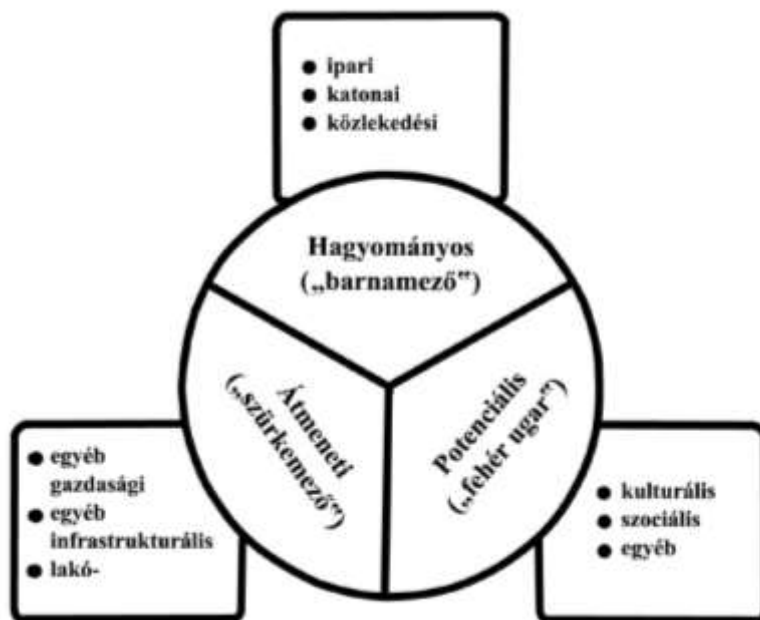 ● ipari
● katonai
● közlekedési
Hagyományos
(„barnamező‟)
Átmeneti
(„szürkemező‟)
Potenciális
(„fehér ugar‟)
● egyéb
gazdasági
● egyéb
infrastrukturális
● lakó-
● kulturális
● szociális
● egyéb